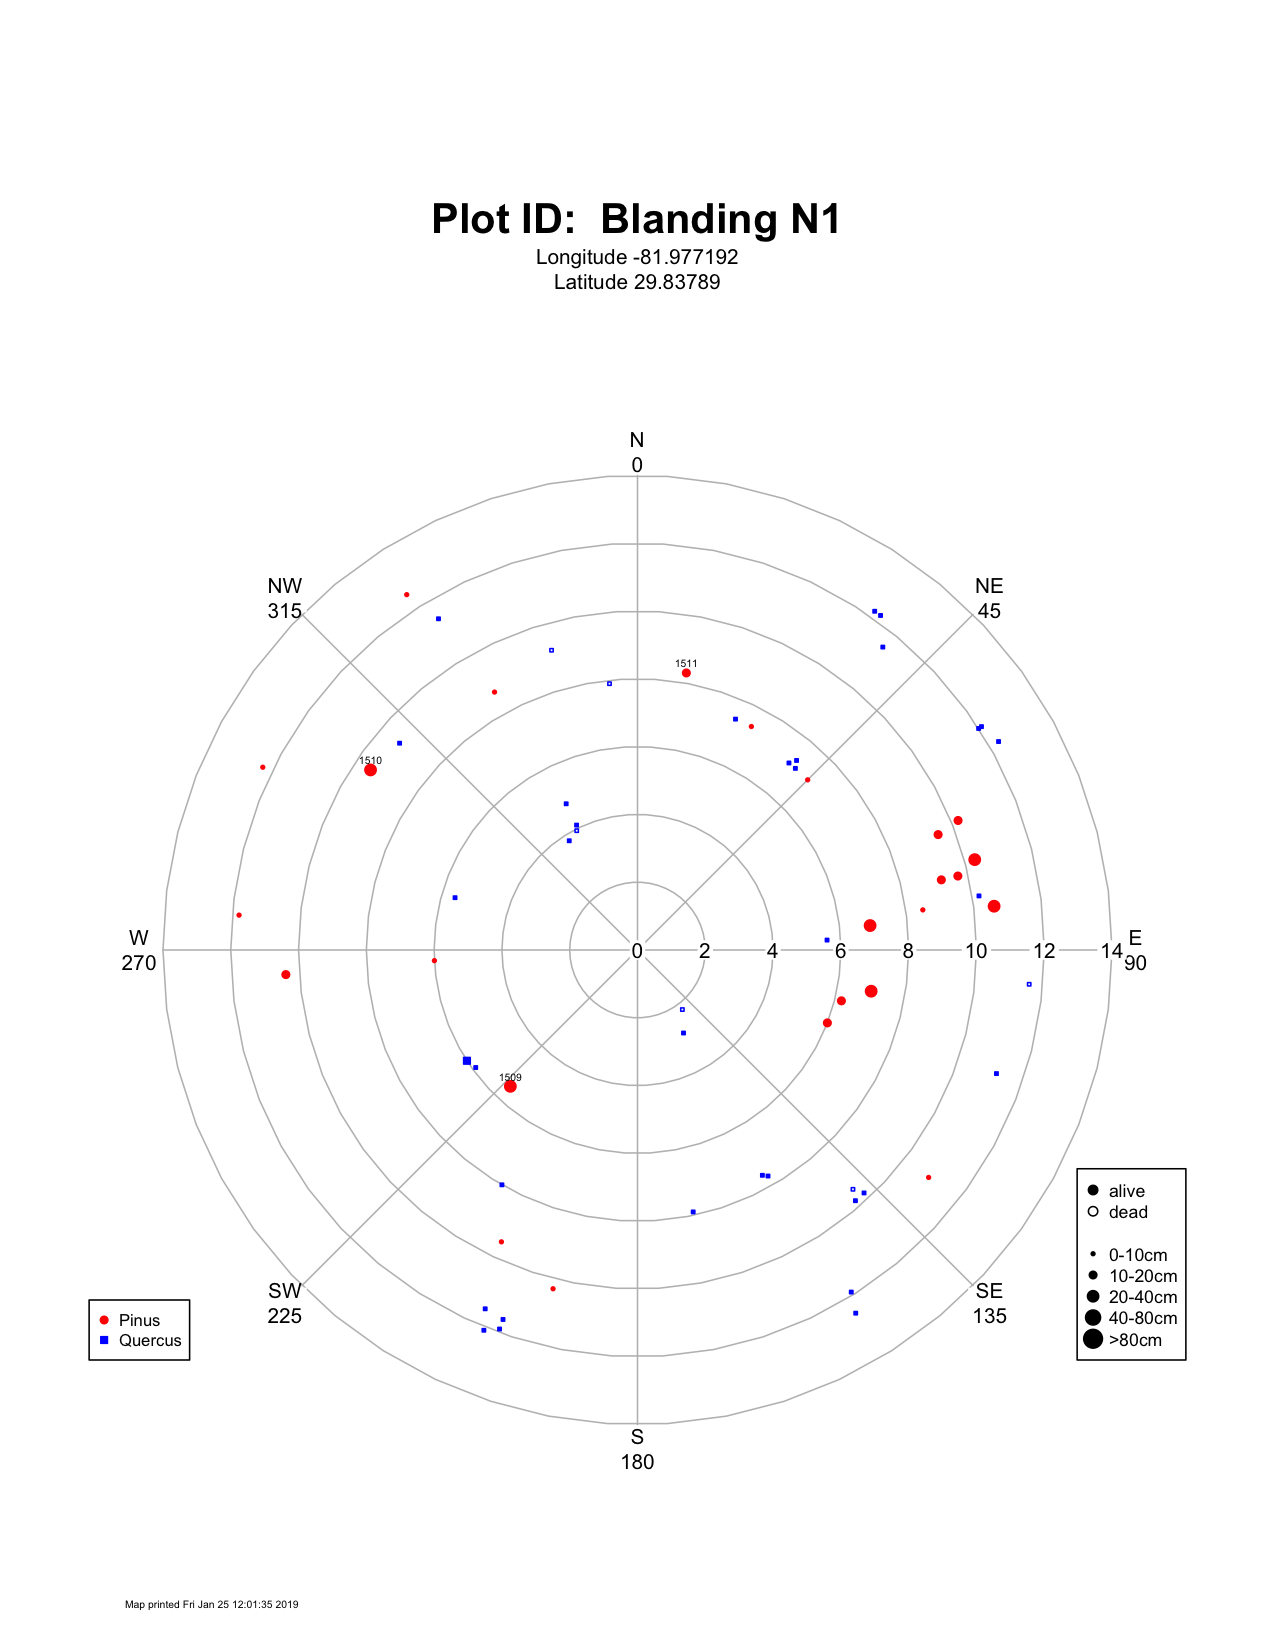 Plot ID:  Blanding N1
Longitude -81.977192
Latitude 29.83789
N
0
NW
315
NE
45
1511
1510
W
270
0 2 4 6 8 10 12 14
E
90
1509
SW
225
SE
135
S
180
alive
dead
0-10cm
10-20cm
20-40cm
40-80cm
>80cm
Pinus
Quercus
Map printed Fri Jan 25 12:01:35 2019